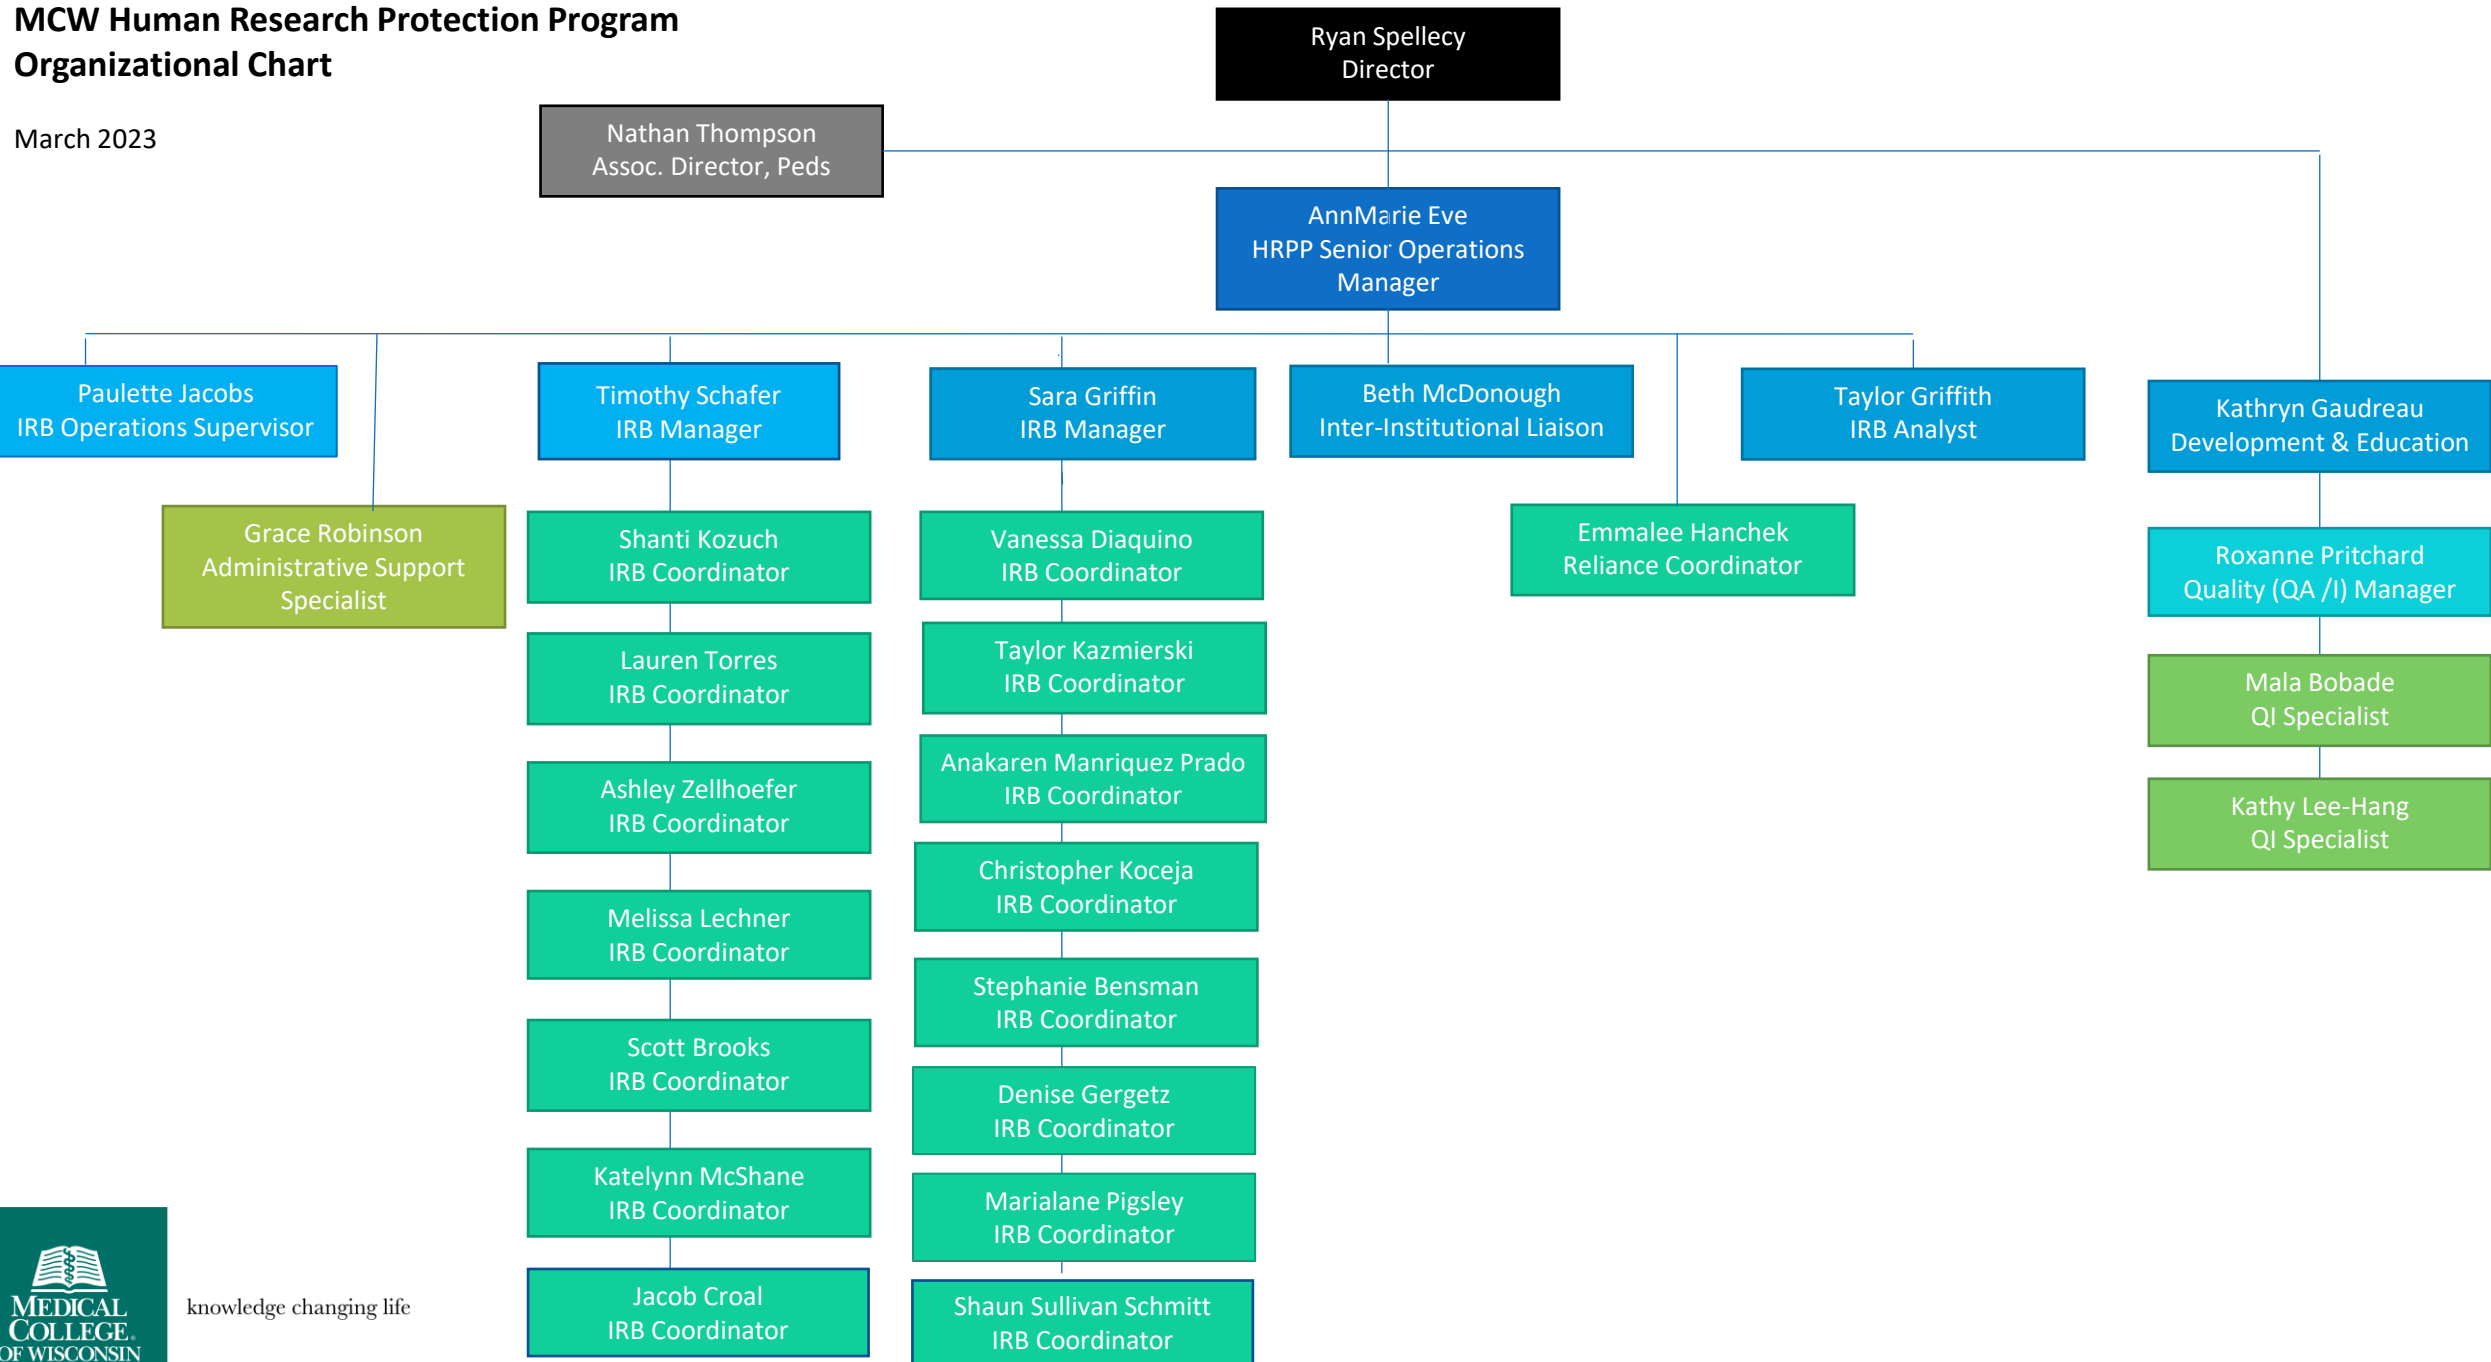 MCW Human Research Protection Program
Organizational Chart
March 2023
Ryan Spellecy
Director
Nathan Thompson
Assoc. Director, Peds
AnnMarie Eve
HRPP Senior Operations
Manager
Paulette Jacobs
IRB Operations Supervisor
Timothy Schafer
IRB Manager
Sara Griffin
IRB Manager
Beth McDonough
Inter-Institutional Liaison
Taylor Griffith
IRB Analyst
Kathryn Gaudreau
Development & Education
Grace Robinson
Administrative Support
Specialist
Shanti Kozuch
IRB Coordinator
Lauren Torres
IRB Coordinator
Ashley Zellhoefer
IRB Coordinator
Melissa Lechner
IRB Coordinator
Scott Brooks
IRB Coordinator
Katelynn McShane
IRB Coordinator
Jacob Croal
IRB Coordinator
Vanessa Diaquino
IRB Coordinator
Taylor Kazmierski
IRB Coordinator
Anakaren Manriquez Prado
IRB Coordinator
Christopher Koceja
IRB Coordinator
Stephanie Bensman
IRB Coordinator
Denise Gergetz
IRB Coordinator
Marialane Pigsley
IRB Coordinator
Shaun Sullivan Schmitt
IRB Coordinator
Emmalee Hanchek
Reliance Coordinator
Roxanne Pritchard
Quality (QA /I) Manager
Mala Bobade
QI Specialist
Kathy Lee-Hang
QI Specialist
MEDICAL
COLLEGE.
OF WISCONSIN
knowledge changing life